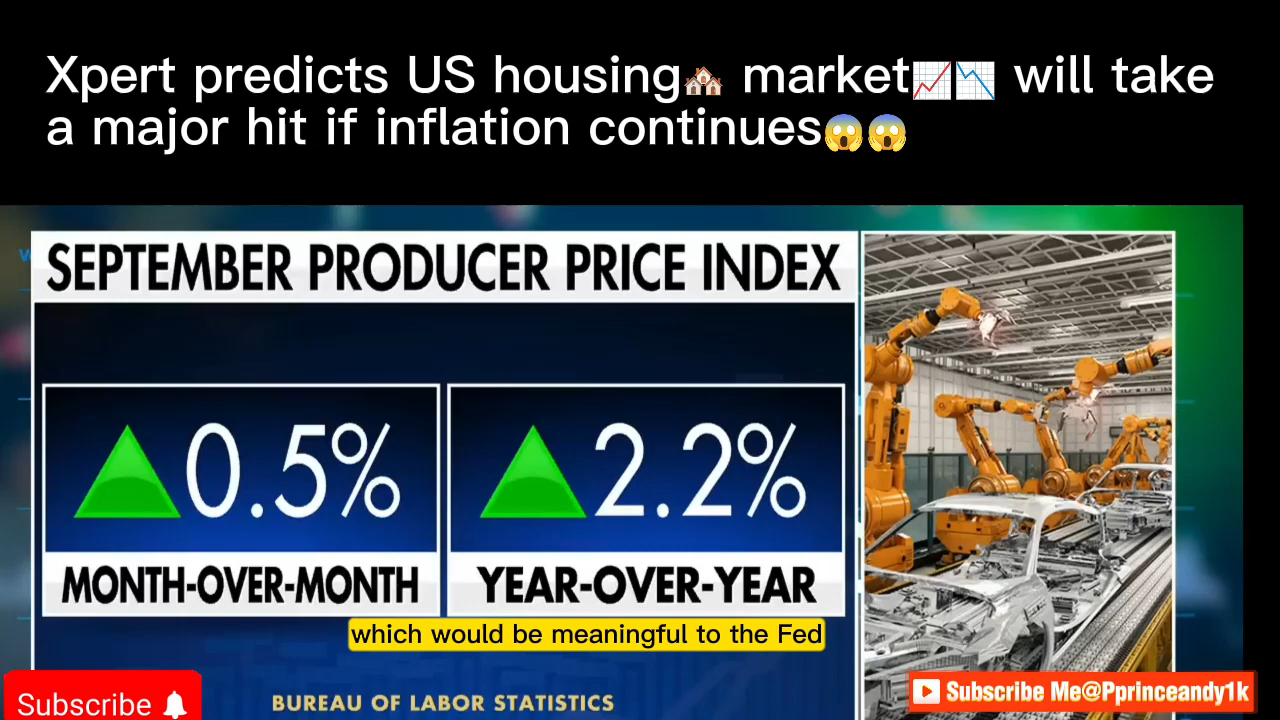 Xpert predicts US housing🏘️ market📈📉 will take
a major hit if inflation continues😱😱
SEPTEMBER PRODUCER PRICE INDEX
0.5%
2.2%
MONTH-OVER-MONTH
YEAR-OVER-YEAR
which would be meaningful to the Fed
BUREAU OF LABOR STATISTICS
Subscribe
Subscribe Me@Pprinceandy1k